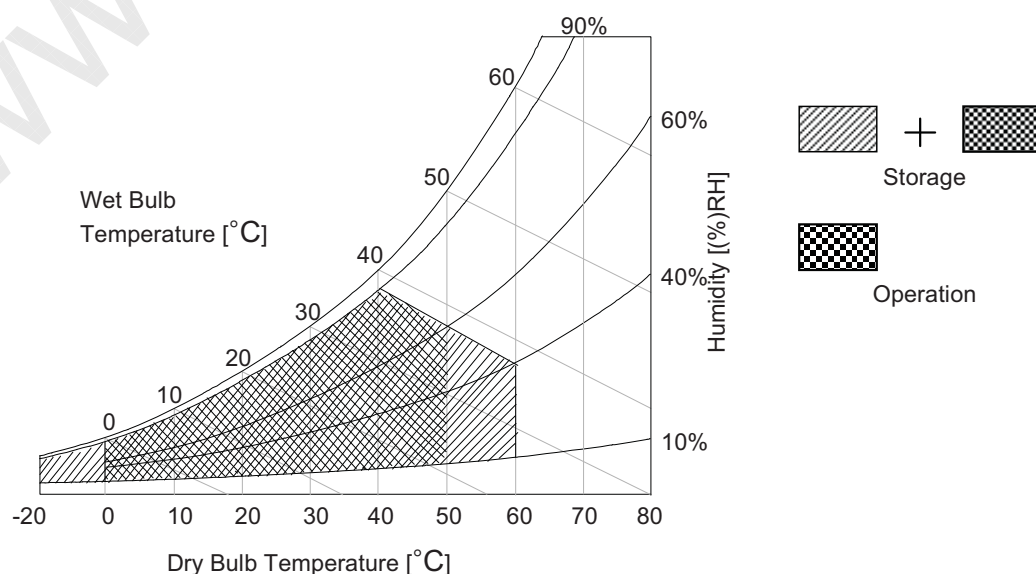 90%
60
60%
50
40
40%
30
20
10
0
10%
Wet Bulb
Temperature [°C]
Humidity [(%)RH]
-20 0 10 20 30 40 50 60 70 80
Dry Bulb Temperature [°C]
+
Storage
Operation